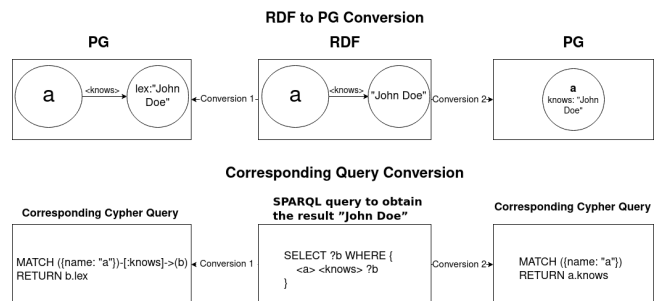 RDF to PG Conversion
PG
RDF
PG
a
<knows>
lex:"John
Doe"
Conversion 1
a
<knows>
"John Doe"
Conversion 2
a
knows: "John
Doe"
Corresponding Query Conversion
Corresponding Cypher Query
SPARQL query to obtain
the result ”John Doe”
Corresponding Cypher Query
MATCH ({name: "a"})-[:knows]->(b)
RETURN b.lex
Conversion 1
SELECT ?b WHERE {
<a> <knows> ?b
}
Conversion 2
MATCH ({name: "a"})
RETURN a.knows